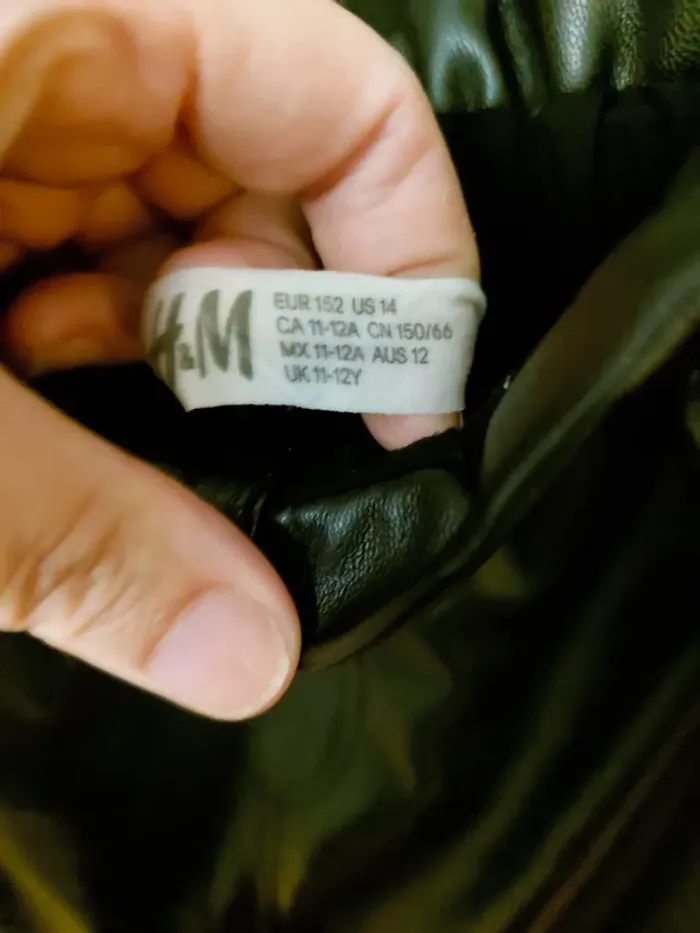 H&M
EUR 152 US 14
CA 11-12A CN 150/66
MX 11-12A AUS 12
UK 11-12Y